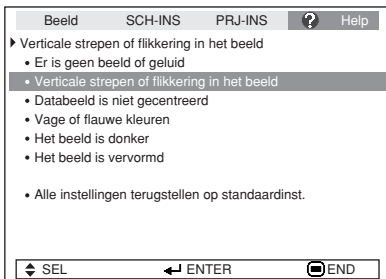 Beeld SCH-INS PRJ-INS ? Help
Verticale strepen of flikkering in het beeld
• Er is geen beeld of geluid
• Verticale strepen of flikkering in het beeld
• Databeeld is niet gecentreerd
• Vage of flauwe kleuren
• Het beeld is donker
• Het beeld is vervormd
• Alle instellingen terugstellen op standaardinst.
SEL ENTER END